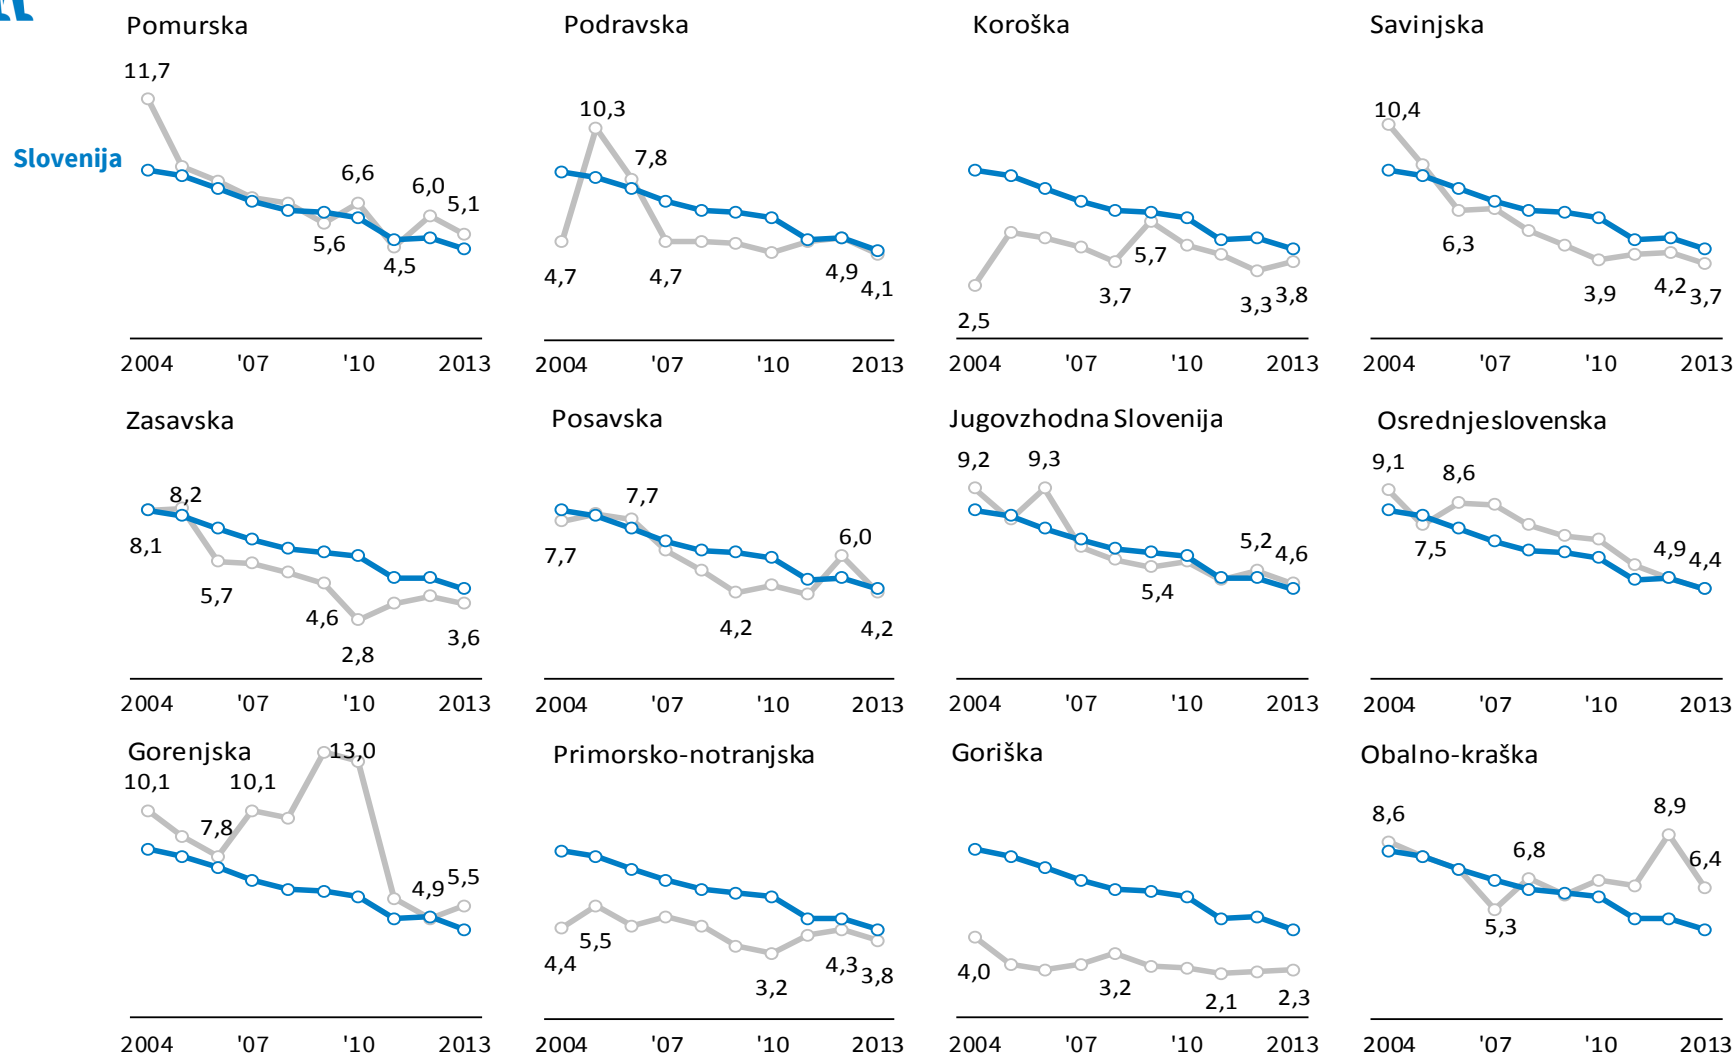 Pomurska
Podravska
Koroška
Savinjska
Slovenija
11,7
5,6
6,6
4,5
6,0
5,1
4,7
10,3
7,8
4,7
4,9
4,1
2,5
3,7
5,7
3,3
3,8
10,4
6,3
3,9
4,2
3,7
2004 '07 '10 2013
2004 '07 '10 2013
2004 '07 '10 2013
2004 '07 '10 2013
Zasavska
Posavska
Jugovzhodna Slovenija
Osrednjeslovenska
8,1
8,2
5,7
4,6
2,8
3,6
7,7
7,7
4,2
6,0
4,2
9,2
9,3
5,4
5,2
4,6
9,1
7,5
8,6
4,9
4,4
2004 '07 '10 2013
2004 '07 '10 2013
2004 '07 '10 2013
2004 '07 '10 2013
Gorenjska
Primorsko-notranjska
Goriška
Obalno-kraška
10,1
7,8
10,1
13,0
4,9
5,5
4,4
5,5
3,2
4,3
3,8
4,0
3,2
2,1
2,3
8,6
5,3
6,8
8,9
6,4
2004 '07 '10 2013
2004 '07 '10 2013
2004 '07 '10 2013
2004 '07 '10 2013